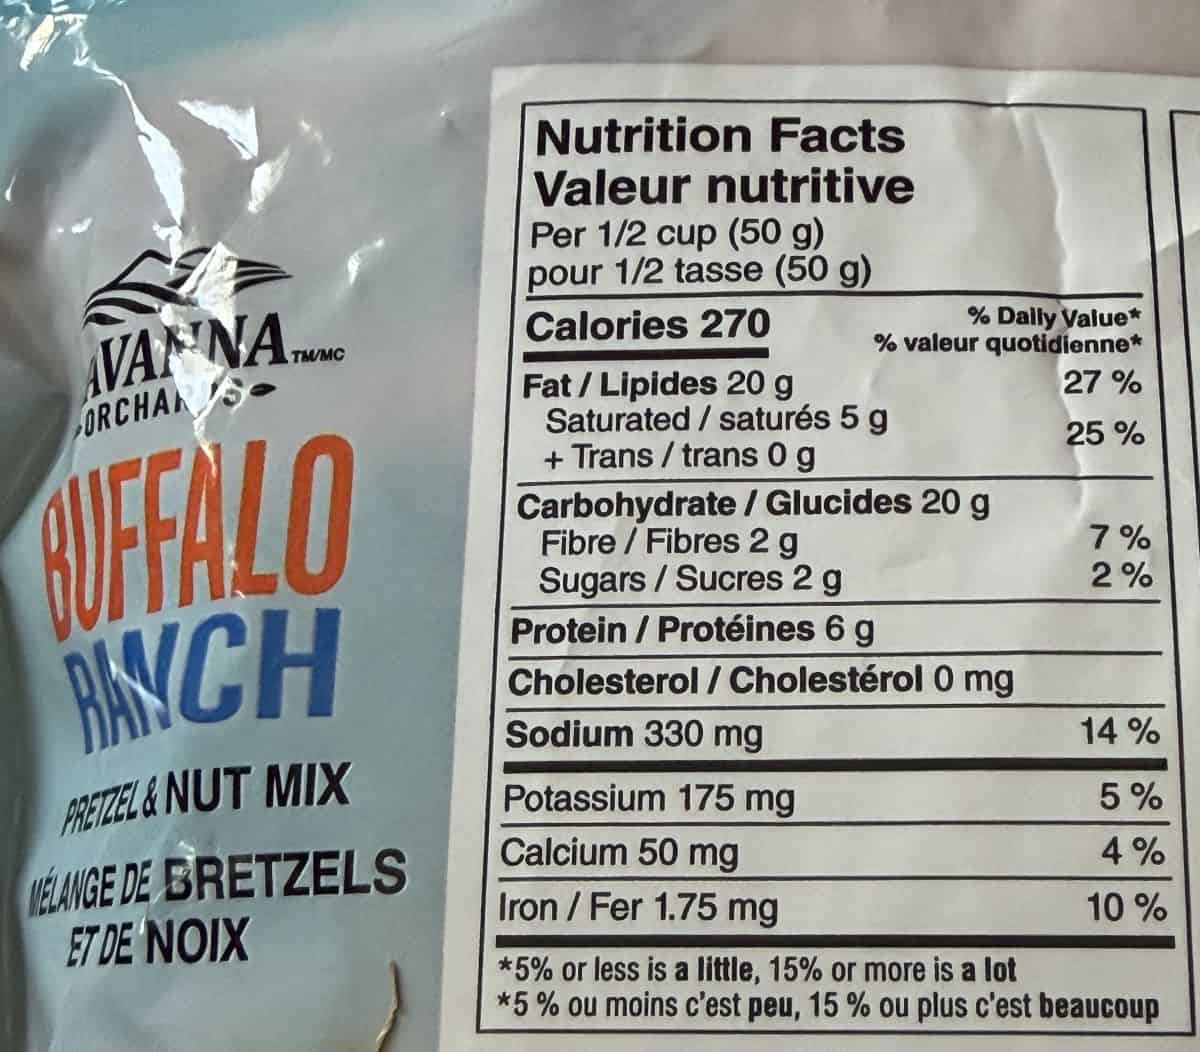 AVANNA TM/MC
ORCHARDS
BUFFALO
RANCH
PRETZEL & NUT MIX
MÉLANGE DE BRETZELS
ET DE NOIX
Nutrition Facts
Valeur nutritive
Per 1/2 cup (50 g)
pour 1/2 tasse (50 g)
Calories 270
% Daily Value*
% valeur quotidienne*
Fat / Lipides 20 g 27 %
Saturated / saturés 5 g
+ Trans / trans 0 g 25 %
Carbohydrate / Glucides 20 g
Fibre / Fibres 2 g 7 %
Sugars / Sucres 2 g 2 %
Protein / Protéines 6 g
Cholesterol / Cholestérol 0 mg
Sodium 330 mg 14 %
Potassium 175 mg 5 %
Calcium 50 mg 4 %
Iron / Fer 1.75 mg 10 %
*5% or less is a little, 15% or more is a lot
*5 % ou moins c'est peu, 15 % ou plus c'est beaucoup